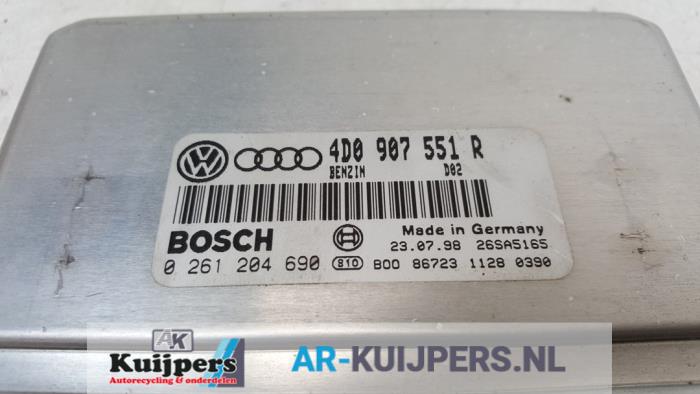 4D0 907 551 R
BENZIN D02
BOSCH
Made in Germany
23.07.98 26SA5165
0 261 204 690 S10 B00 86723 1128 0390
AK
Kuijpers
Autorecycling & onderdelen
AR-KUIJPERS.NL